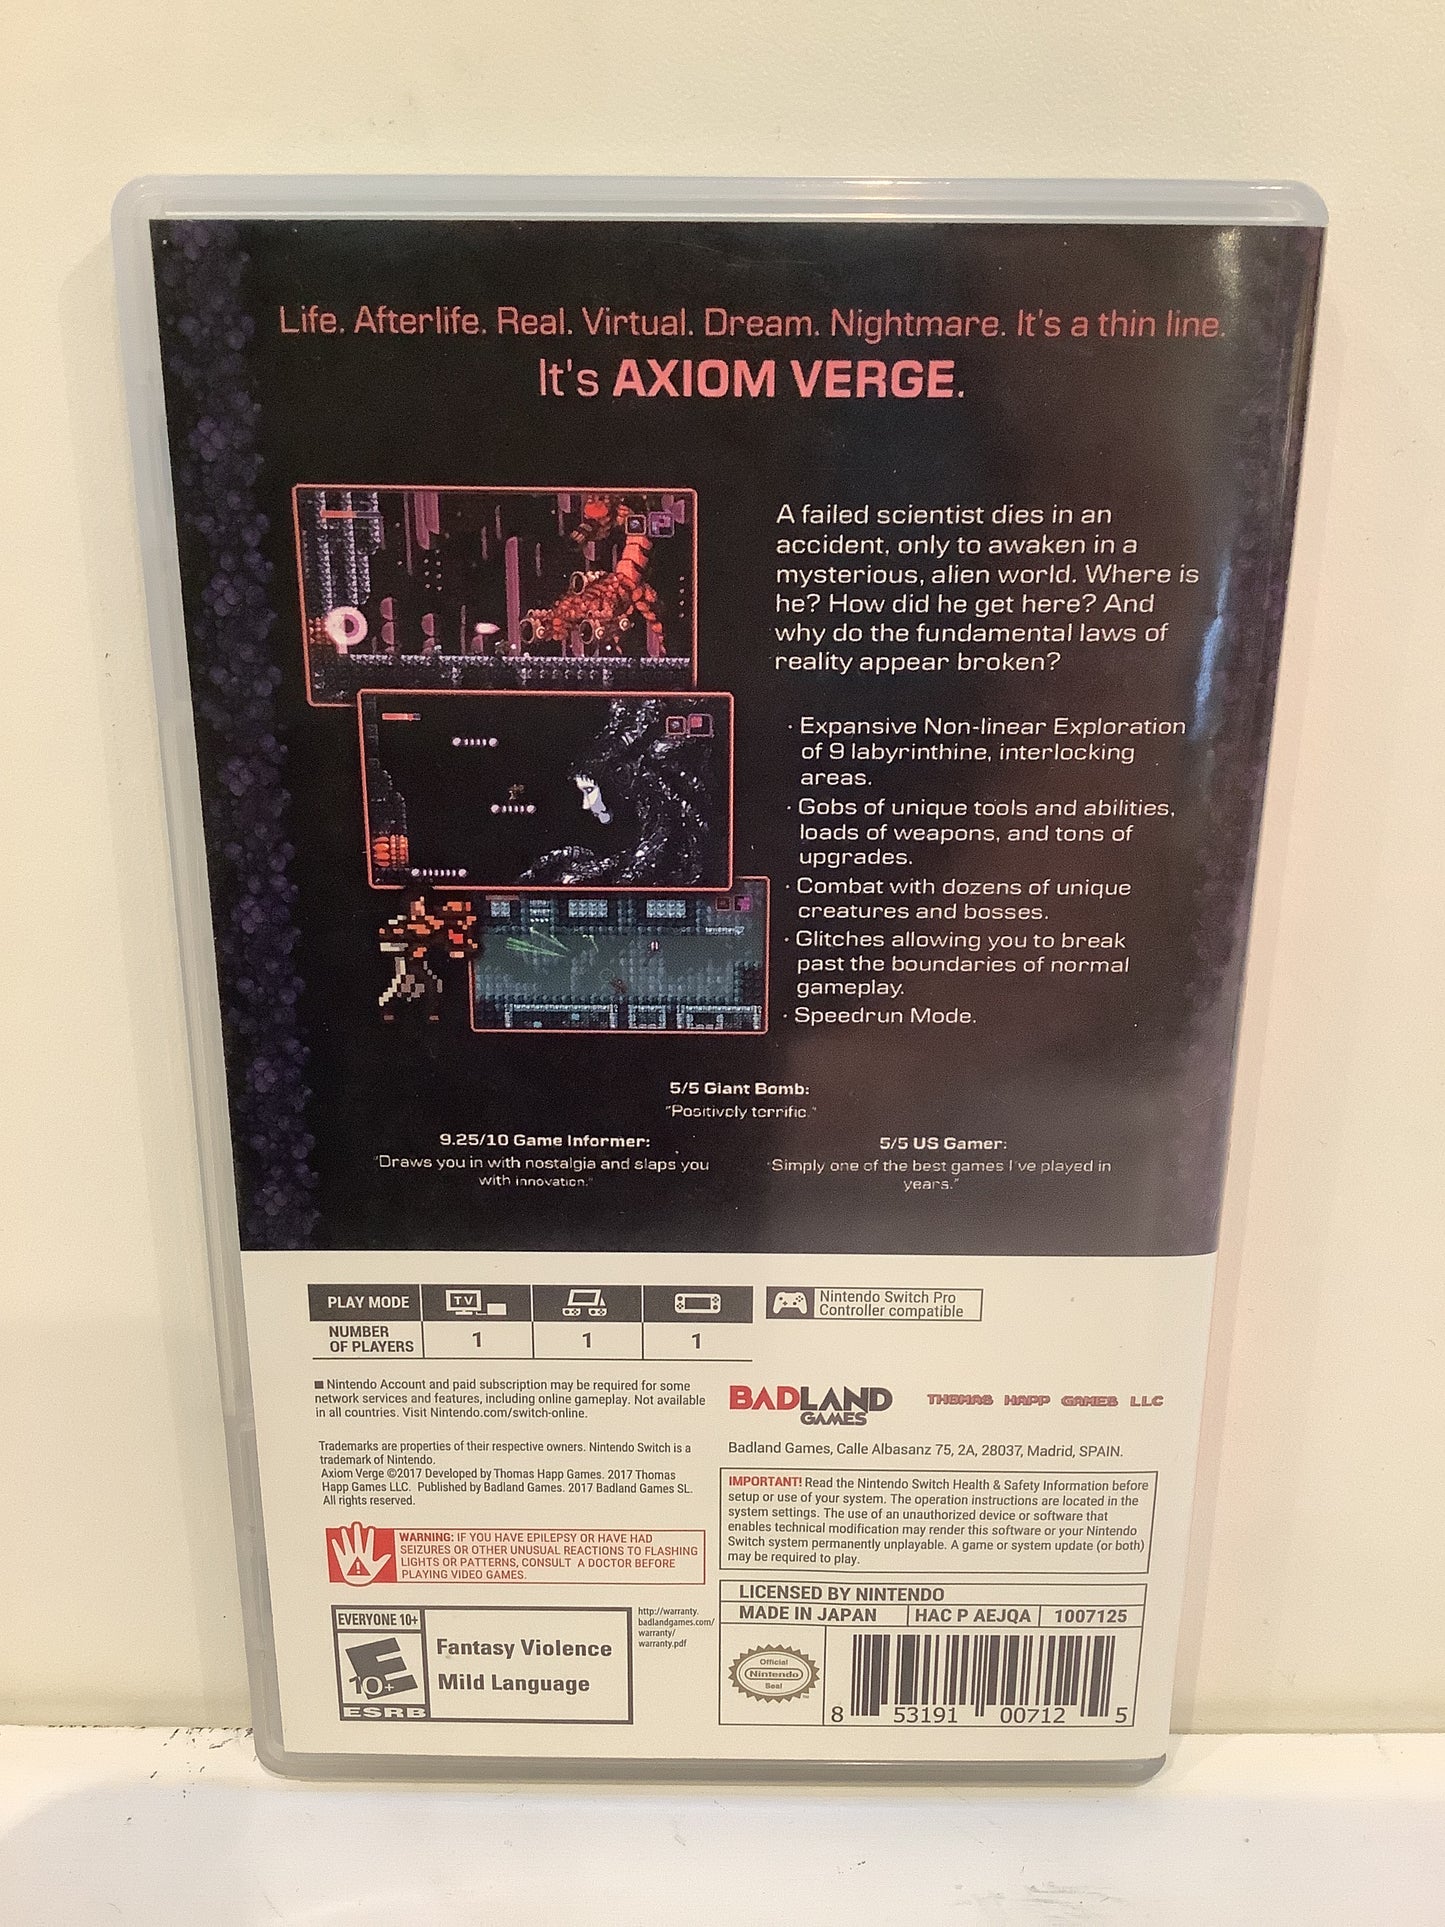 Life. Afterlife. Real. Virtual. Dream. Nightmare. It's a thin line.
It's AXIOM VERGE.
A failed scientist dies in an
accident, only to awaken in a
mysterious, alien world. Where is
he? How did he get here? And
why do the fundamental laws of
reality appear broken?
· Expansive Non-linear Exploration
of 9 labyrinthine, interlocking
areas.
· Gobs of unique tools and abilities,
loads of weapons, and tons of
upgrades.
· Combat with dozens of unique
creatures and bosses.
· Glitches allowing you to break
past the boundaries of normal
gameplay.
· Speedrun Mode.
5/5 Giant Bomb:
"Positively terrific."
9.25/10 Game Informer:
"Draws you in with nostalgia and slaps you
with innovation."
5/5 US Gamer:
"Simply one of the best games I've played in
years."
PLAY MODE
TV
NUMBER
OF PLAYERS
1 1 1
Nintendo Switch Pro
Controller compatible
■ Nintendo Account and paid subscription may be required for some
network services and features, including online gameplay. Not available
in all countries. Visit Nintendo.com/switch-online.
Trademarks are properties of their respective owners. Nintendo Switch is a
trademark of Nintendo.
Axiom Verge ©2017 Developed by Thomas Happ Games. 2017 Thomas
Happ Games LLC. Published by Badland Games. 2017 Badland Games SL.
All rights reserved.
WARNING: IF YOU HAVE EPILEPSY OR HAVE HAD
SEIZURES OR OTHER UNUSUAL REACTIONS TO FLASHING
LIGHTS OR PATTERNS, CONSULT A DOCTOR BEFORE
PLAYING VIDEO GAMES.
EVERYONE 10+
E
10+
ESRB
Fantasy Violence
Mild Language
http://warranty.
badlandgames.com/
warranty/
warranty.pdf
BADLAND
GAMES
THOMAS HAPP GAMES LLC
Badland Games, Calle Albasanz 75, 2A, 28037, Madrid, SPAIN.
IMPORTANT! Read the Nintendo Switch Health & Safety Information before
setup or use of your system. The operation instructions are located in the
system settings. The use of an unauthorized device or software that
enables technical modification may render this software or your Nintendo
Switch system permanently unplayable. A game or system update (or both)
may be required to play.
LICENSED BY NINTENDO
MADE IN JAPAN HAC P AEJQA 1007125
Official
Nintendo
Seal
TM
8 53191 00712 5